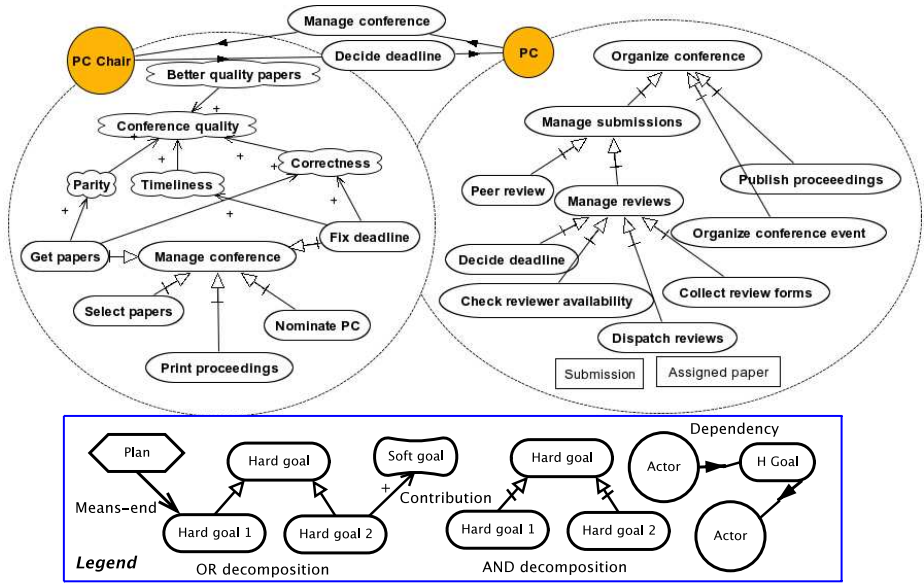 Manage conference
PC Chair
Decide deadline
PC
Organize conference
Better quality papers
+
Conference quality
+
+
+
Manage submissions
+
Correctness
+
Parity
Timeliness
Peer review
Publish proceeedings
Manage reviews
+
+
+
Fix deadline
Organize conference event
Get papers
Manage conference
Decide deadline
Select papers
Check reviewer availability
Collect review forms
Nominate PC
Dispatch reviews
Print proceedings
Submission
Assigned paper
Plan
Hard goal
Soft goal
Hard goal
Dependency
Actor
H Goal
+
Means-end
Contribution
Hard goal 1
Hard goal 2
Hard goal 1
Hard goal 2
Actor
Legend
OR decomposition
AND decomposition